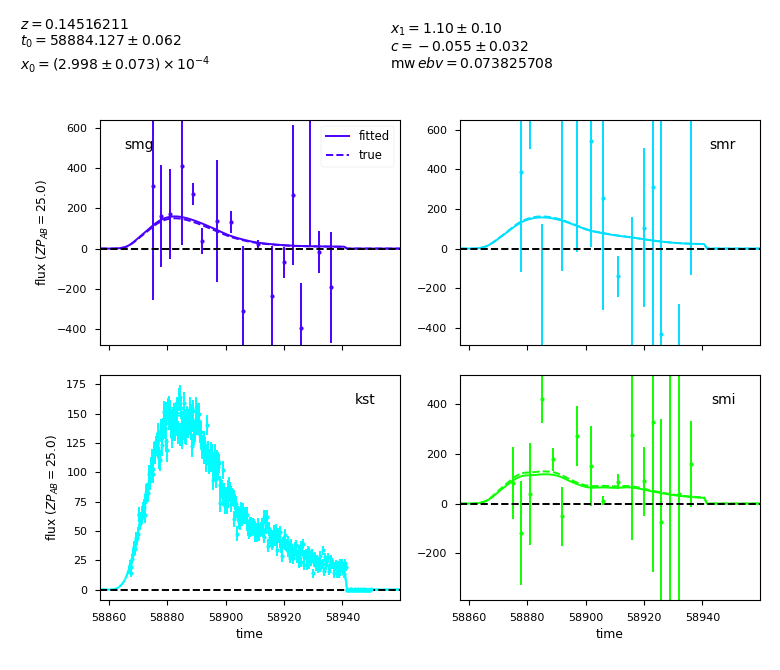 z = 0.14516211
t₀ = 58884.127 ± 0.062
x₀ = (2.998 ± 0.073) × 10⁻⁴
x₁ = 1.10 ± 0.10
c = −0.055 ± 0.032
mw ebv = 0.073825708
smg
fitted
true
600
400
200
0
−200
−400
flux (ZP_AB = 25.0)
smr
600
400
200
0
−200
−400
kst
175
150
125
100
75
50
25
0
flux (ZP_AB = 25.0)
58860 58880 58900 58920 58940
time
smi
400
200
0
−200
58860 58880 58900 58920 58940
time